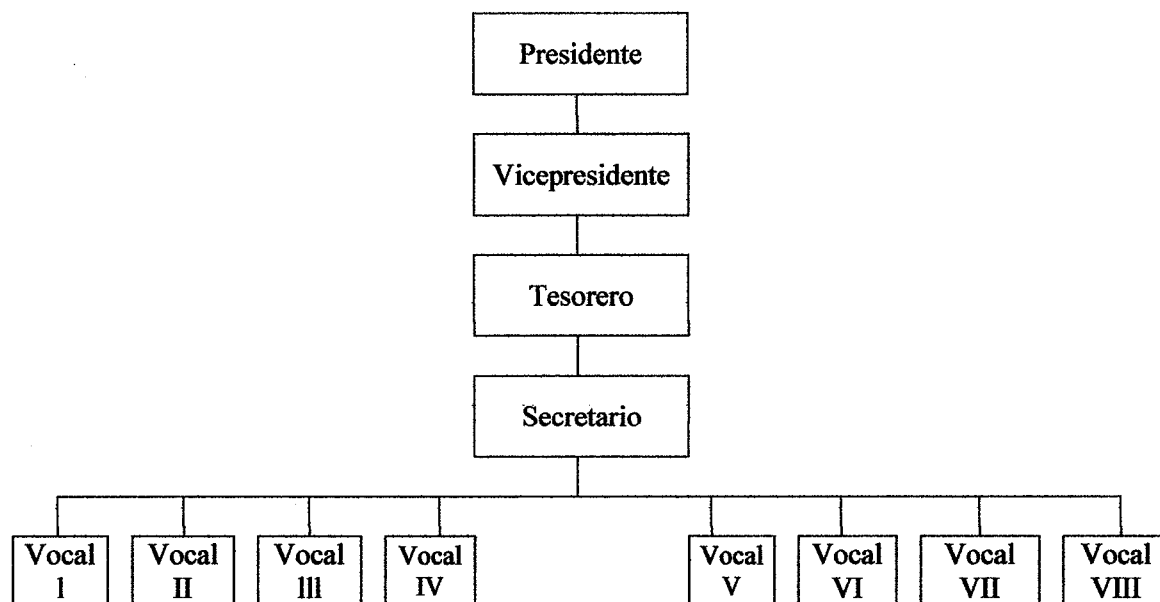 Presidente
Vicepresidente
Tesorero
Secretario
Vocal
I
Vocal
II
Vocal
III
Vocal
IV
Vocal
V
Vocal
VI
Vocal
VII
Vocal
VIII